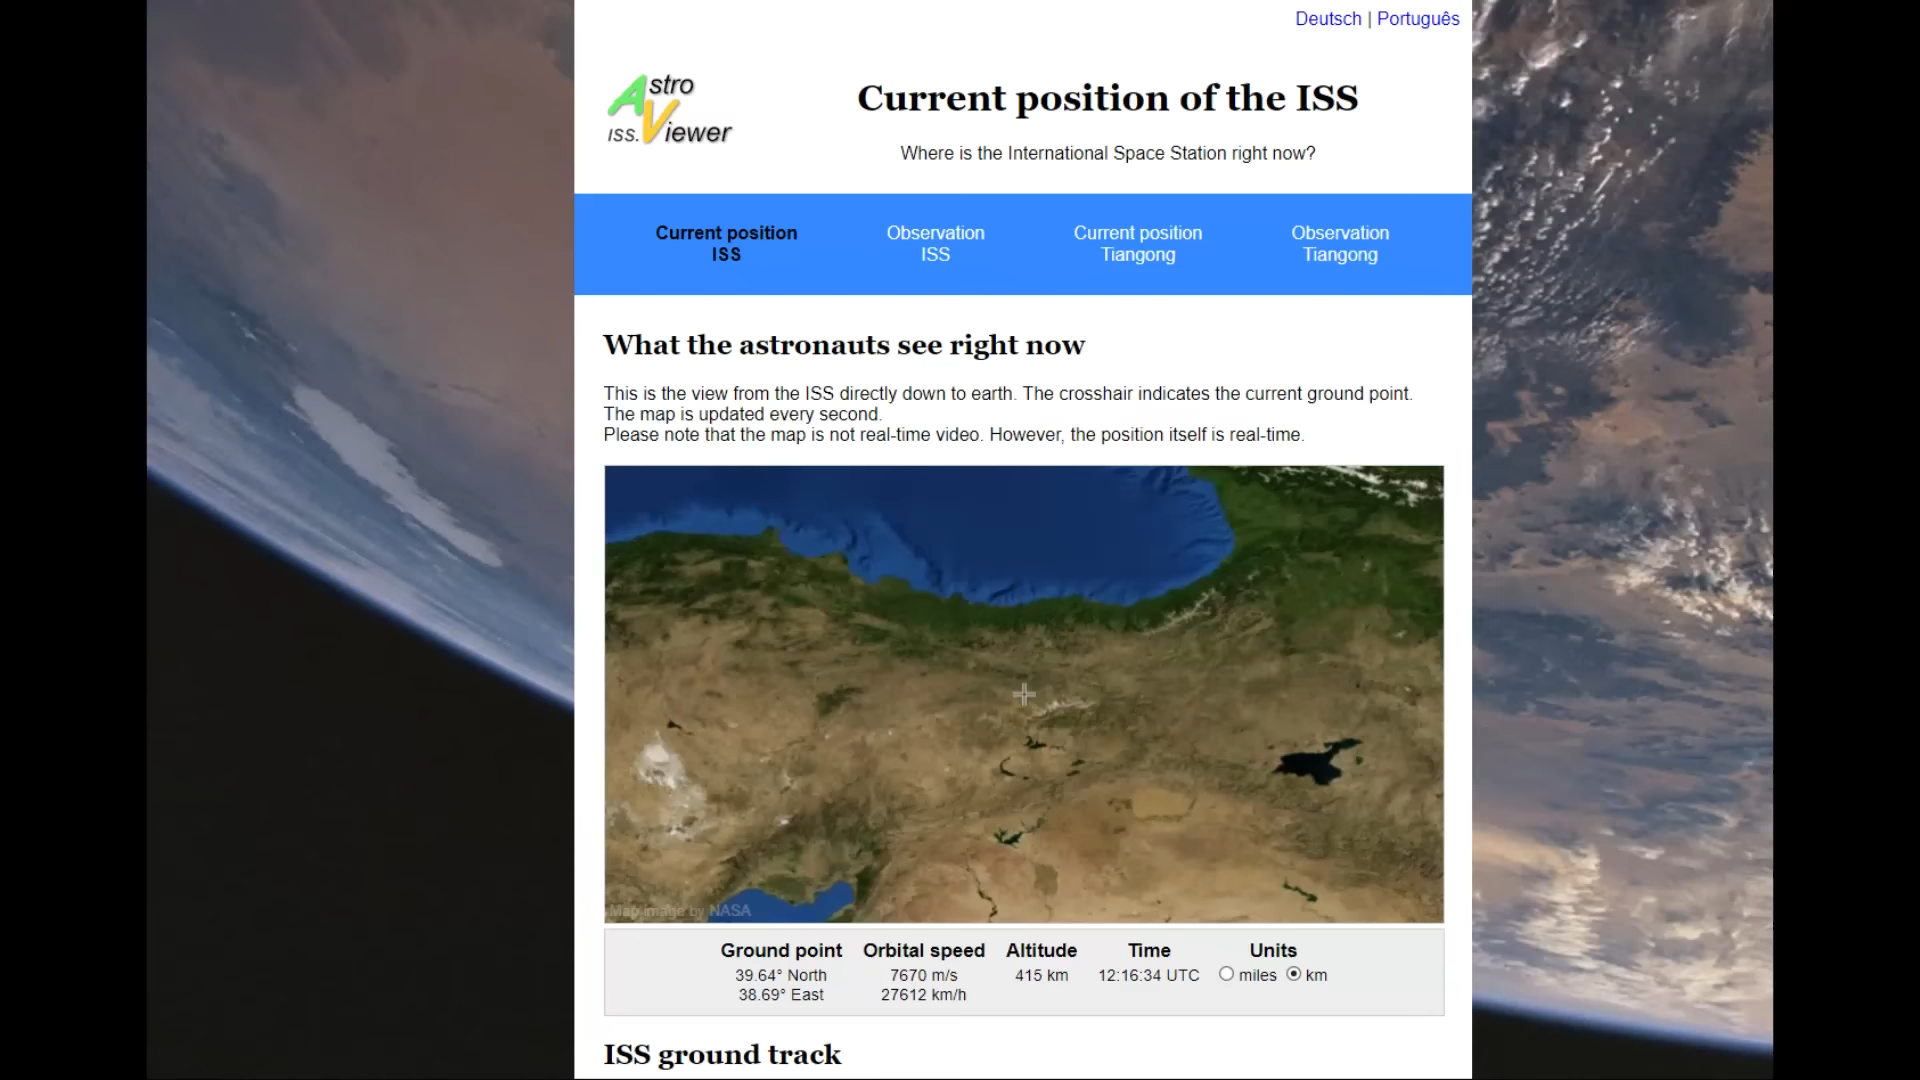 Deutsch | Português
Astro
ISS.Viewer
Current position of the ISS
Where is the International Space Station right now?
Current position
ISS
Observation
ISS
Current position
Tiangong
Observation
Tiangong
What the astronauts see right now
This is the view from the ISS directly down to earth. The crosshair indicates the current ground point.
The map is updated every second.
Please note that the map is not real-time video. However, the position itself is real-time.
Map image by NASA
Ground point Orbital speed Altitude Time Units
39.64° North 7670 m/s 415 km 12:16:34 UTC miles km
38.69° East 27612 km/h
ISS ground track